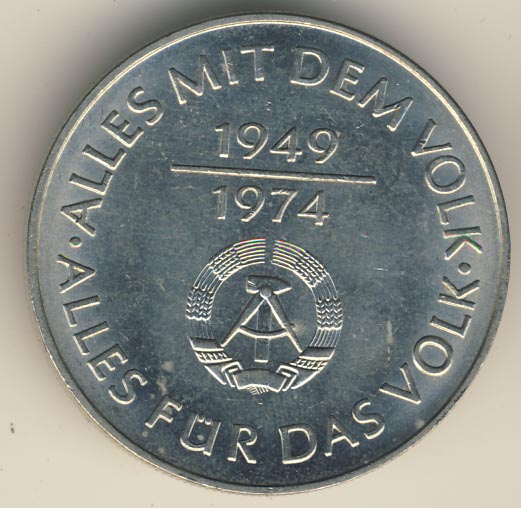 · ALLES MIT DEM VOLK ·
ALLES FÜR DAS VOLK
1949
1974